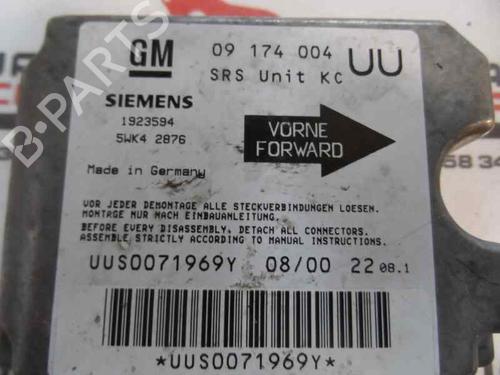 GM 09 174 004 UU
SRS Unit KC
SIEMENS
1923594
5WK4 2876
VORNE
FORWARD
Made in Germany
VOR JEDER DEMONTAGE ALLE STECKVERBINDUNGEN LOESEN.
MONTAGE NUR NACH EINBAUANLEITUNG.
BEFORE EVERY DISASSEMBLY, DETACH ALL CONNECTORS.
ASSEMBLE STRICTLY ACCORDING TO MANUAL INSTRUCTIONS.
UUS0071969Y 08/00 22 08.1
*UUS0071969Y*